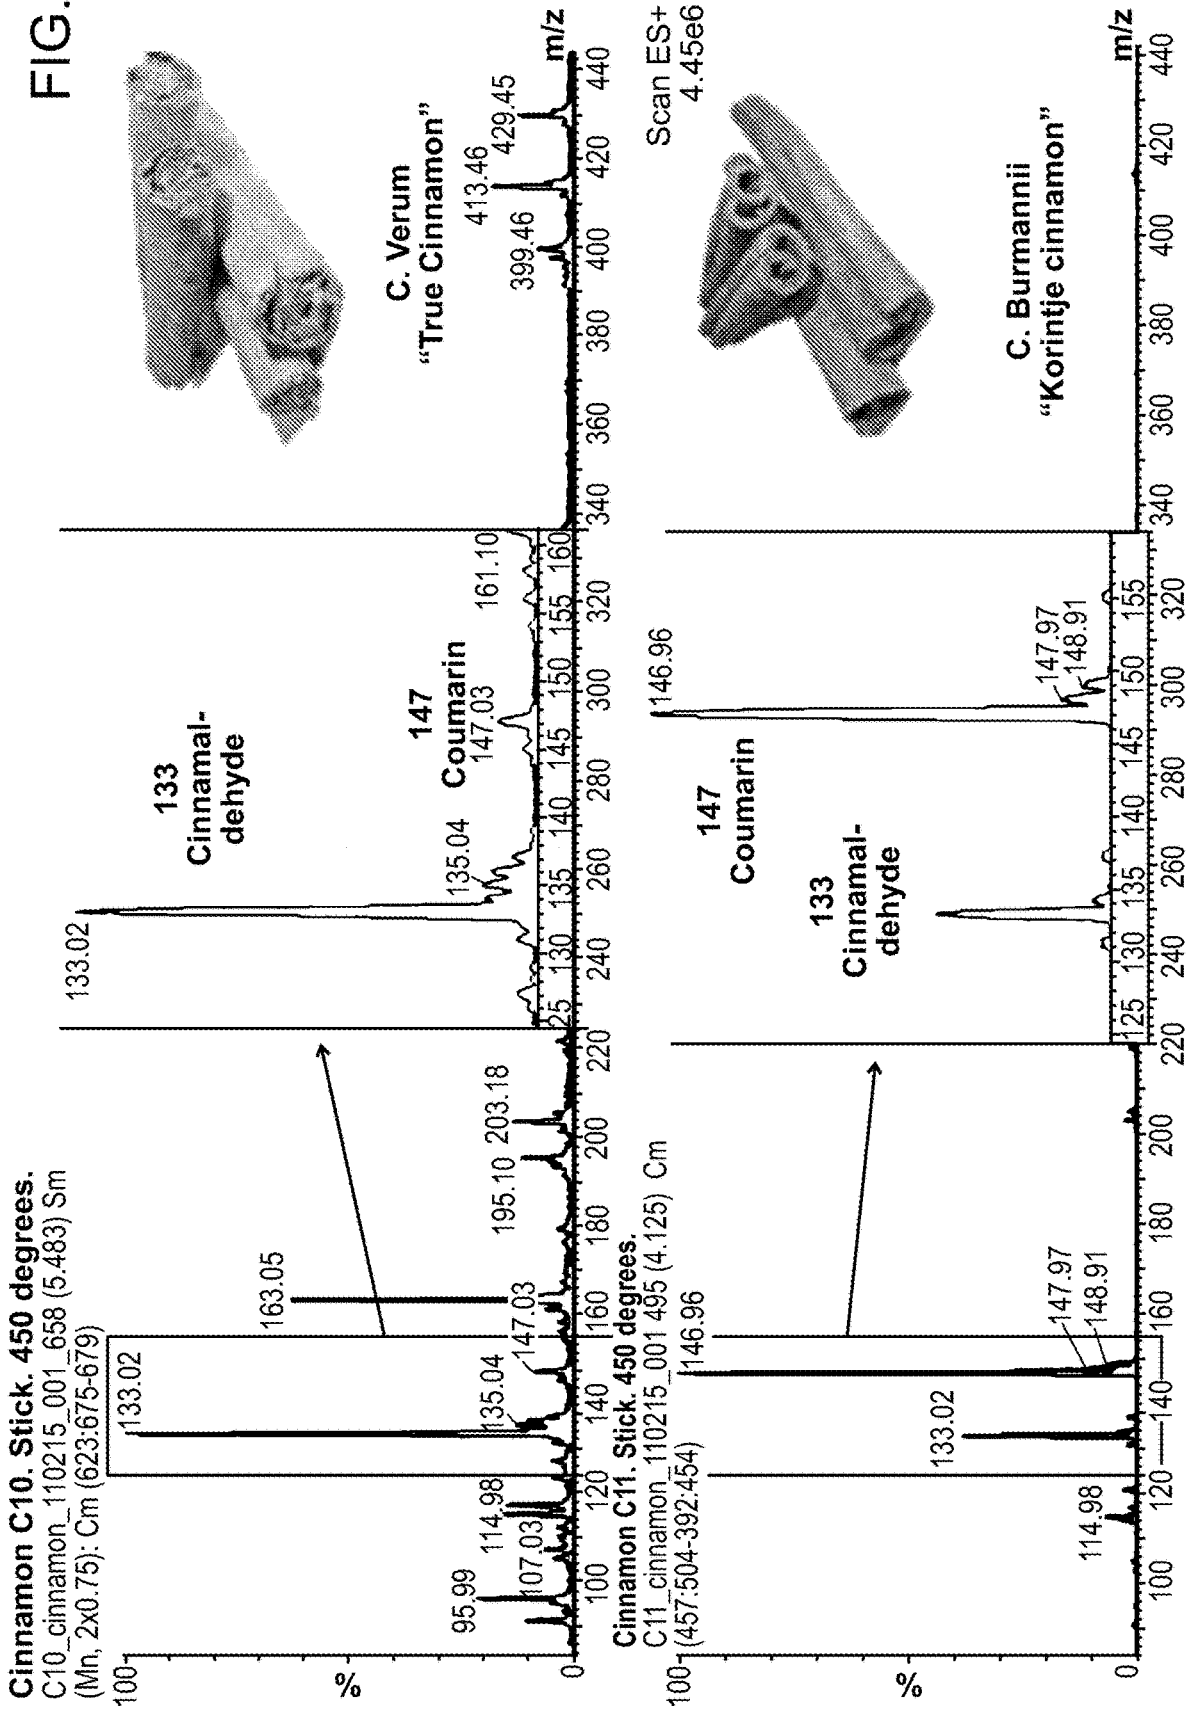 FIG.
Cinnamon C10. Stick. 450 degrees.
C10_cinnamon_110215_001_658 (5.483) Sm
(Mn, 2x0.75): Cm (623:675-679)
100
%
0
95.99
107.03
114.98
133.02
135.04
147.03
163.05
195.10
203.18
133.02
133
Cinnamal-
dehyde
135.04
147
Coumarin
147.03
161.10
25 130 135 140 145 150 155 160
C. Verum
“True Cinnamon”
399.46
413.46
429.45
100 120 140 160 180 200 220 240 260 280 300 320 340 360 380 400 420 440
m/z
Cinnamon C11. Stick. 450 degrees.
C11_cinnamon_110215_001 495 (4.125) Cm
(457:504-392:454)
Scan ES+
4.45e6
100
%
0
114.98
133.02
146.96
147.97
148.91
147
Coumarin
133
Cinnamal-
dehyde
146.96
147.97
148.91
125 130 135 140 145 150 155
C. Burmannii
“Korintje cinnamon”
100 120 140 160 180 200 220 240 260 280 300 320 340 360 380 400 420 440
m/z